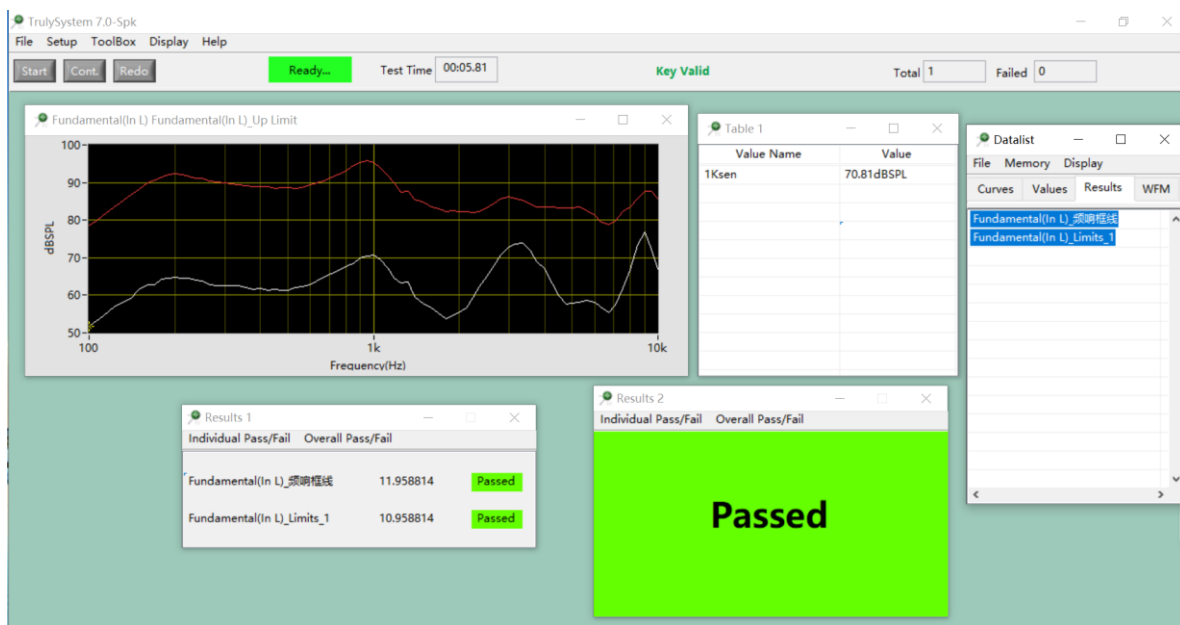 TrulySystem 7.0-Spk
File Setup ToolBox Display Help
Start Cont. Redo Ready... Test Time 00:05.81 Key Valid Total 1 Failed 0
Fundamental(In L) Fundamental(In L)_Up Limit
100
90
80
70
60
50
dBSPL
100 1k 10k
Frequency(Hz)
Table 1
Value Name Value
1Ksen 70.81dBSPL
Datalist
File Memory Display
Curves Values Results WFM
Fundamental(In L)_频响框线
Fundamental(In L)_Limits_1
Results 1
Individual Pass/Fail Overall Pass/Fail
Fundamental(In L)_频响框线 11.958814 Passed
Fundamental(In L)_Limits_1 10.958814 Passed
Results 2
Individual Pass/Fail Overall Pass/Fail
Passed